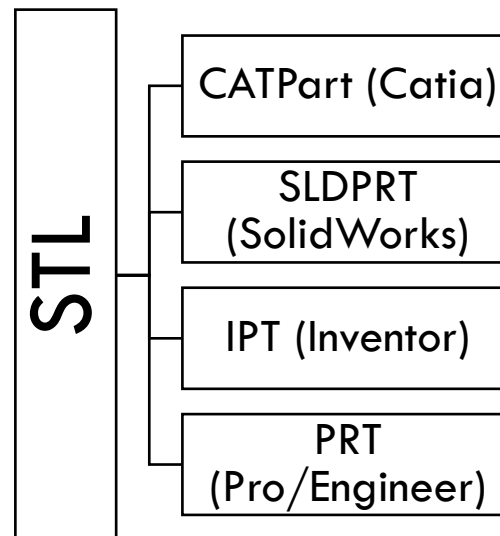 STL
CATPart (Catia)
SLDPRT
(SolidWorks)
IPT (Inventor)
PRT
(Pro/Engineer)